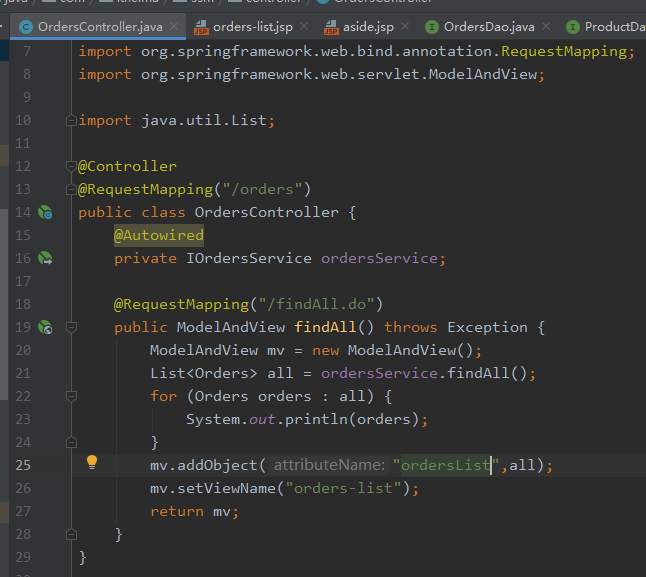 OrdersController.java orders-list.jsp aside.jsp OrdersDao.java ProductDa
7 import org.springframework.web.bind.annotation.RequestMapping;
8 import org.springframework.web.servlet.ModelAndView;
9
10 import java.util.List;
11
12 @Controller
13 @RequestMapping("/orders")
14 public class OrdersController {
15 @Autowired
16 private IOrdersService ordersService;
17
18 @RequestMapping("/findAll.do")
19 public ModelAndView findAll() throws Exception {
20 ModelAndView mv = new ModelAndView();
21 List<Orders> all = ordersService.findAll();
22 for (Orders orders : all) {
23 System.out.println(orders);
24 }
25 mv.addObject( attributeName: "ordersList",all);
26 mv.setViewName("orders-list");
27 return mv;
28 }
29 }